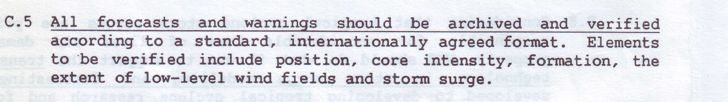 C.5 All forecasts and warnings should be archived and verified
according to a standard, internationally agreed format. Elements
to be verified include position, core intensity, formation, the
extent of low-level wind fields and storm surge.